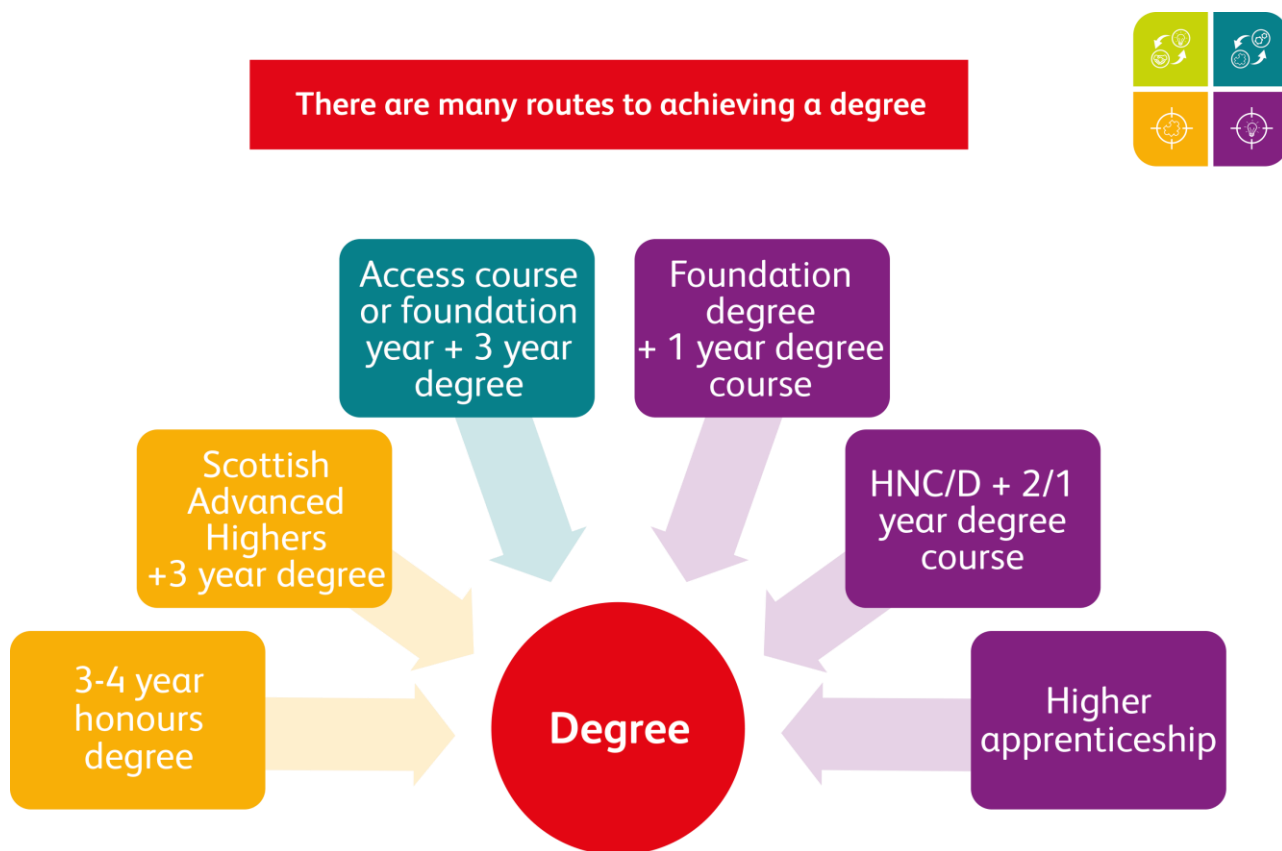 There are many routes to achieving a degree
Access course
or foundation
year + 3 year
degree
Foundation
degree
+ 1 year degree
course
Scottish
Advanced
Highers
+3 year degree
HNC/D + 2/1
year degree
course
3-4 year
honours
degree
Degree
Higher
apprenticeship